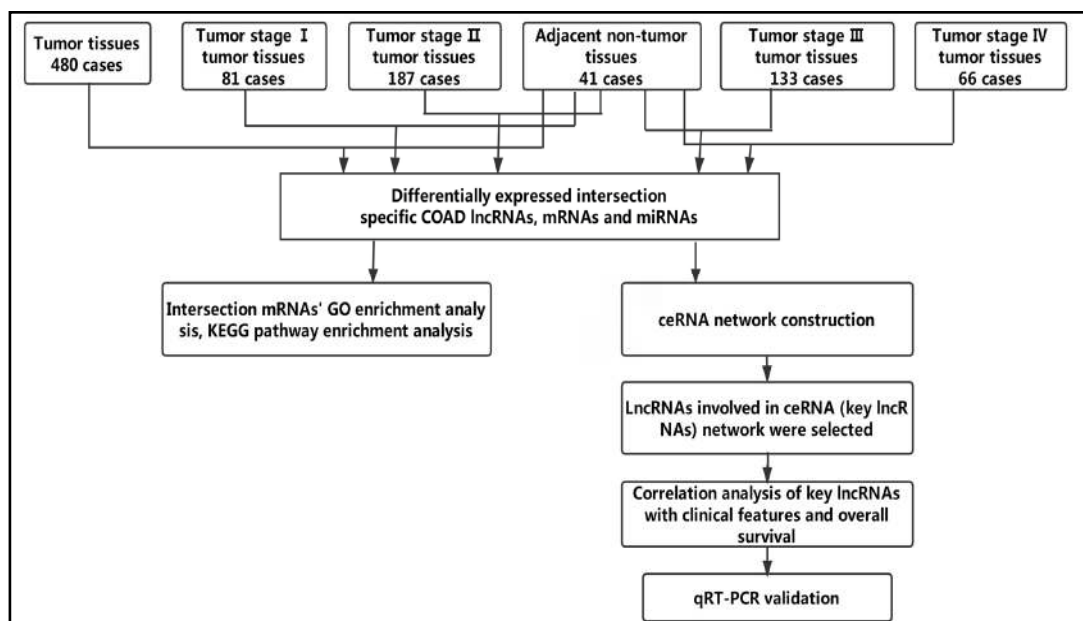 Tumor tissues
480 cases
Tumor stage Ⅰ
tumor tissues
81 cases
Tumor stage Ⅱ
tumor tissues
187 cases
Adjacent non-tumor
tissues
41 cases
Tumor stage Ⅲ
tumor tissues
133 cases
Tumor stage Ⅳ
tumor tissues
66 cases
Differentially expressed intersection
specific COAD lncRNAs, mRNAs and miRNAs
Intersection mRNAs' GO enrichment analy
sis, KEGG pathway enrichment analysis
ceRNA network construction
LncRNAs involved in ceRNA (key lncR
NAs) network were selected
Correlation analysis of key lncRNAs
with clinical features and overall
survival
qRT-PCR validation